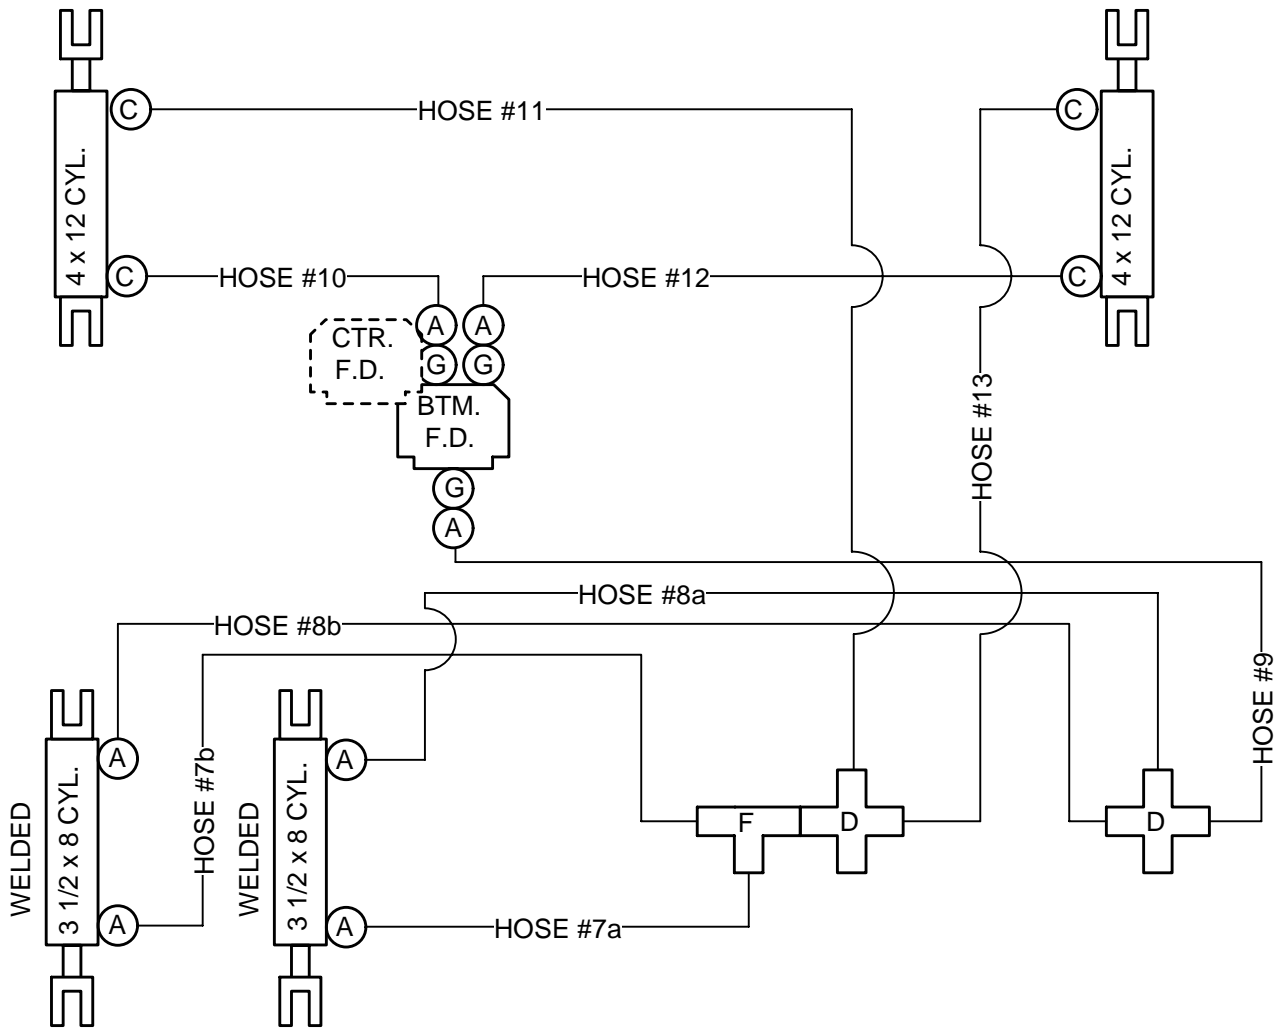 C
HOSE #11
C
4 x 12 CYL.
4 x 12 CYL.
C
HOSE #10
HOSE #12
C
A
A
CTR.
F.D.
G
G
BTM.
F.D.
HOSE #13
G
A
HOSE #8a
HOSE #8b
HOSE #9
A
A
HOSE #7b
WELDED
3 1/2 x 8 CYL.
WELDED
3 1/2 x 8 CYL.
F
D
D
A
A
HOSE #7a